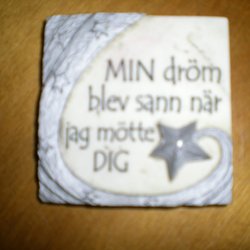 MIN dröm
blev sann när
jag mötte
DIG